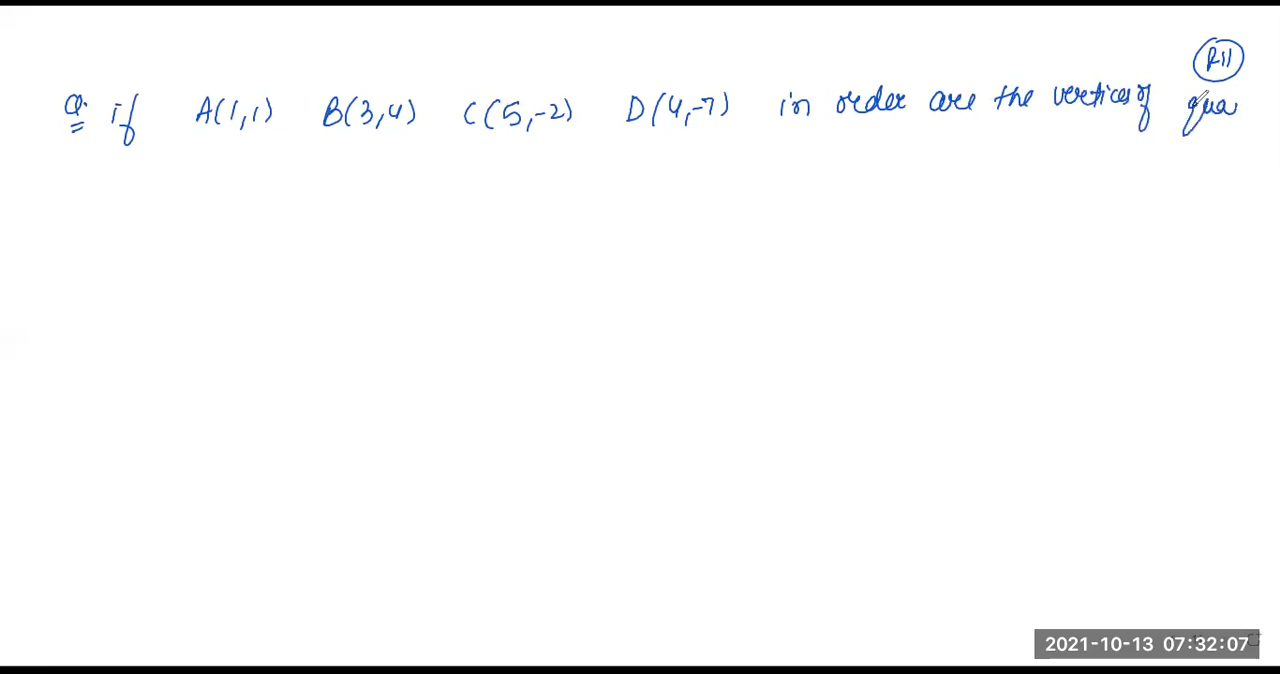 R11
Q. if A(1,1) B(3,4) C(5,-2) D(4,-7) in order are the vertices of qua
2021-10-13 07:32:07